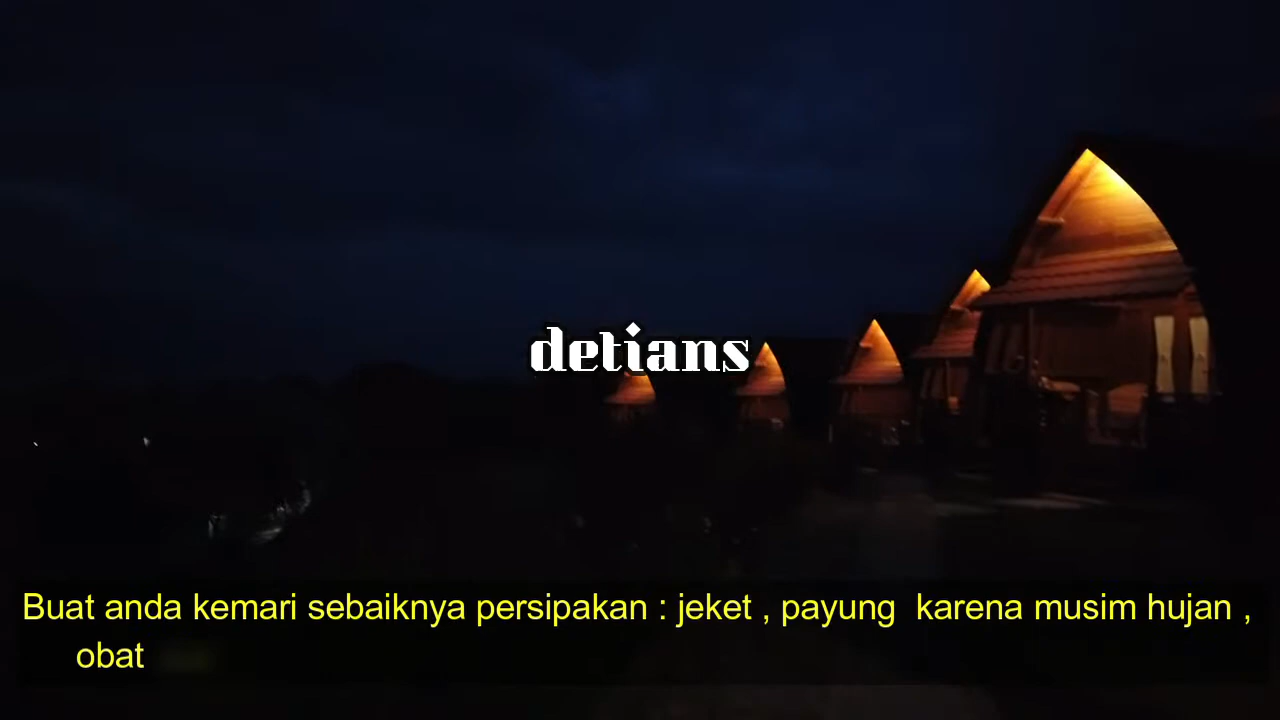 detians
Buat anda kemari sebaiknya persipakan : jeket , payung  karena musim hujan ,
obat